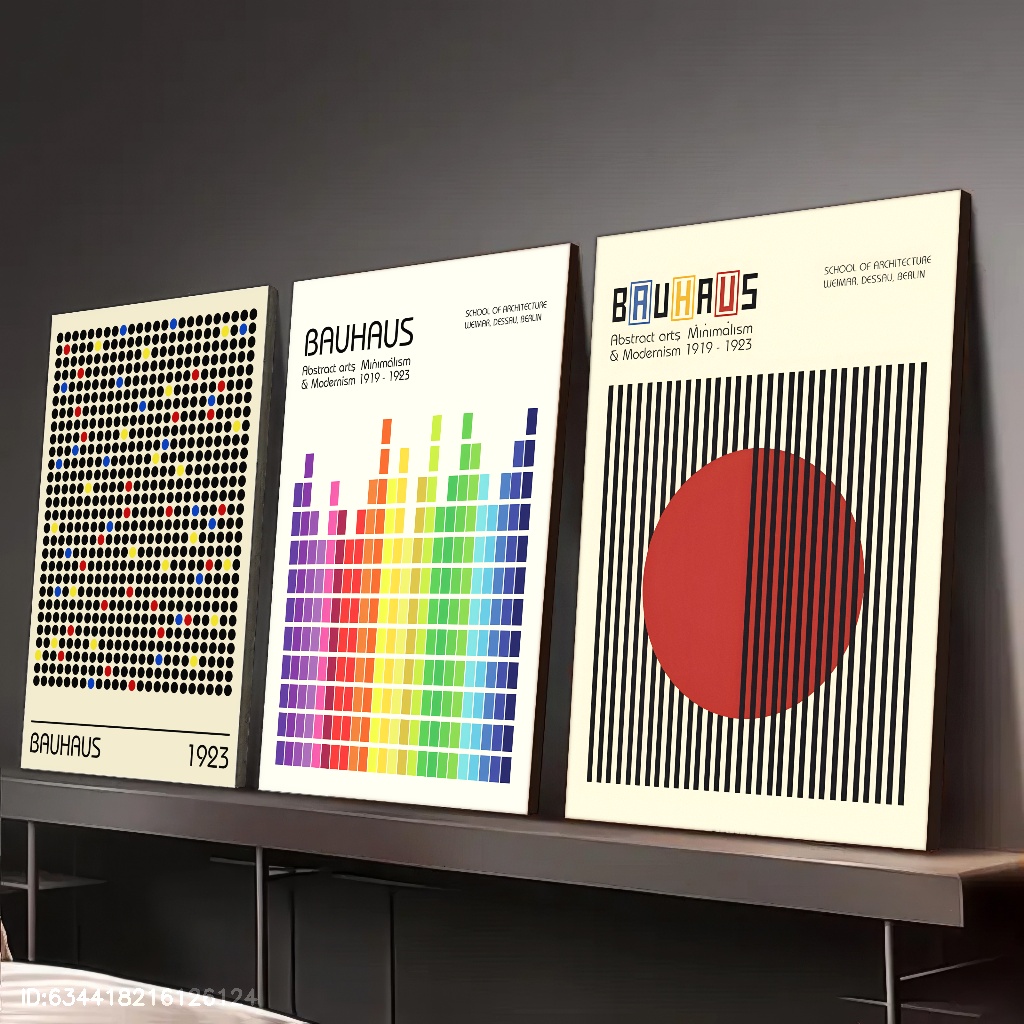 BAUHAUS 1923
BAUHAUS
Abstract arts Minimalism
& Modernism 1919 - 1923
SCHOOL OF ARCHITECTURE
WEIMAR, DESSAU, BERLIN
BAUHAUS
Abstract arts Minimalism
& Modernism 1919 - 1923
SCHOOL OF ARCHITECTURE
WEIMAR, DESSAU, BERLIN
iD:634418216126124